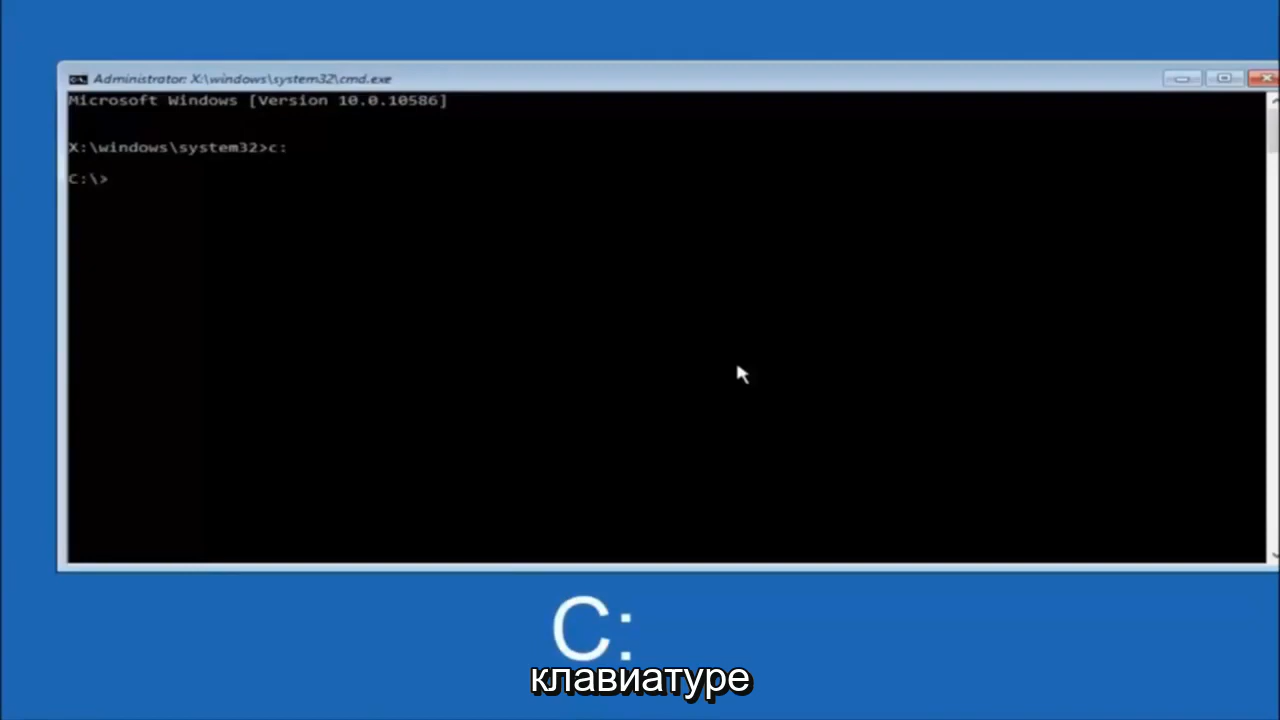 Administrator: X:\windows\system32\cmd.exe
Microsoft Windows [Version 10.0.10586]
X:\windows\system32>c:
C:\>
C:
клавиатуре